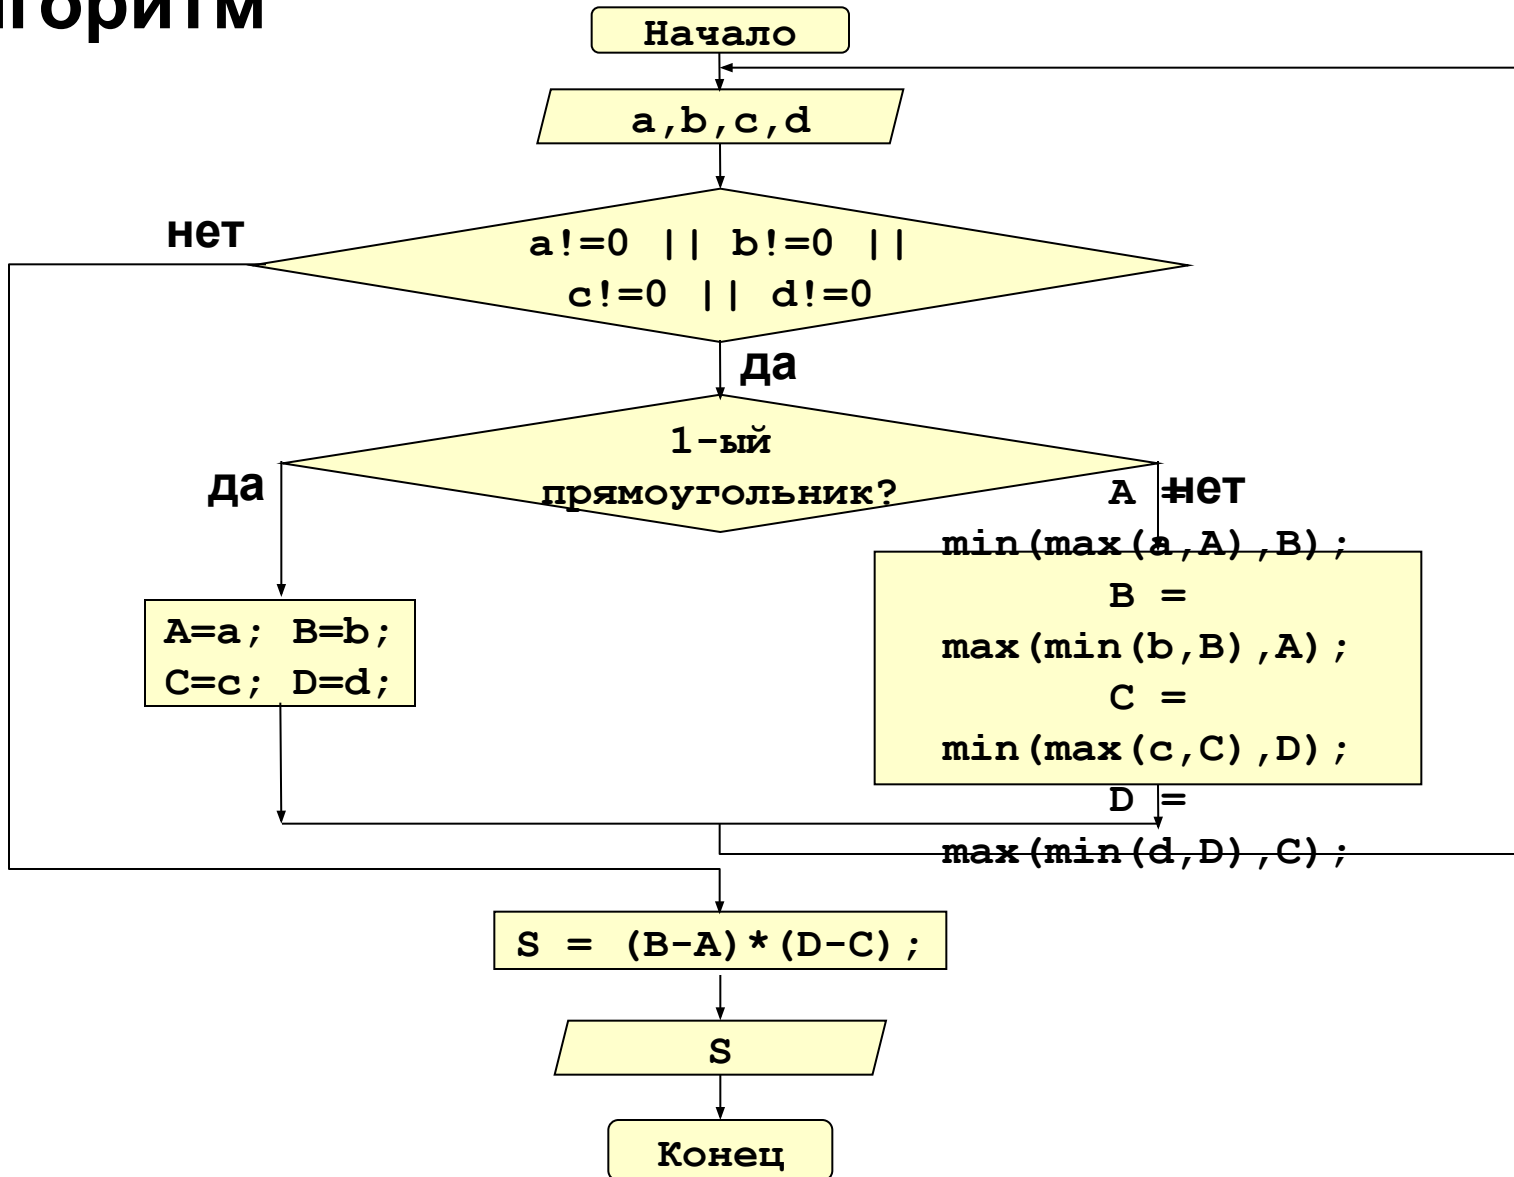 лгоритм
Начало
a,b,c,d
нет
a!=0 || b!=0 ||
c!=0 || d!=0
да
1-ый
прямоугольник?
да
нет
A =
min(max(a,A),B);
B =
max(min(b,B),A);
C =
min(max(c,C),D);
D =
max(min(d,D),C);
A=a; B=b;
C=c; D=d;
S = (B-A)*(D-C);
S
Конец